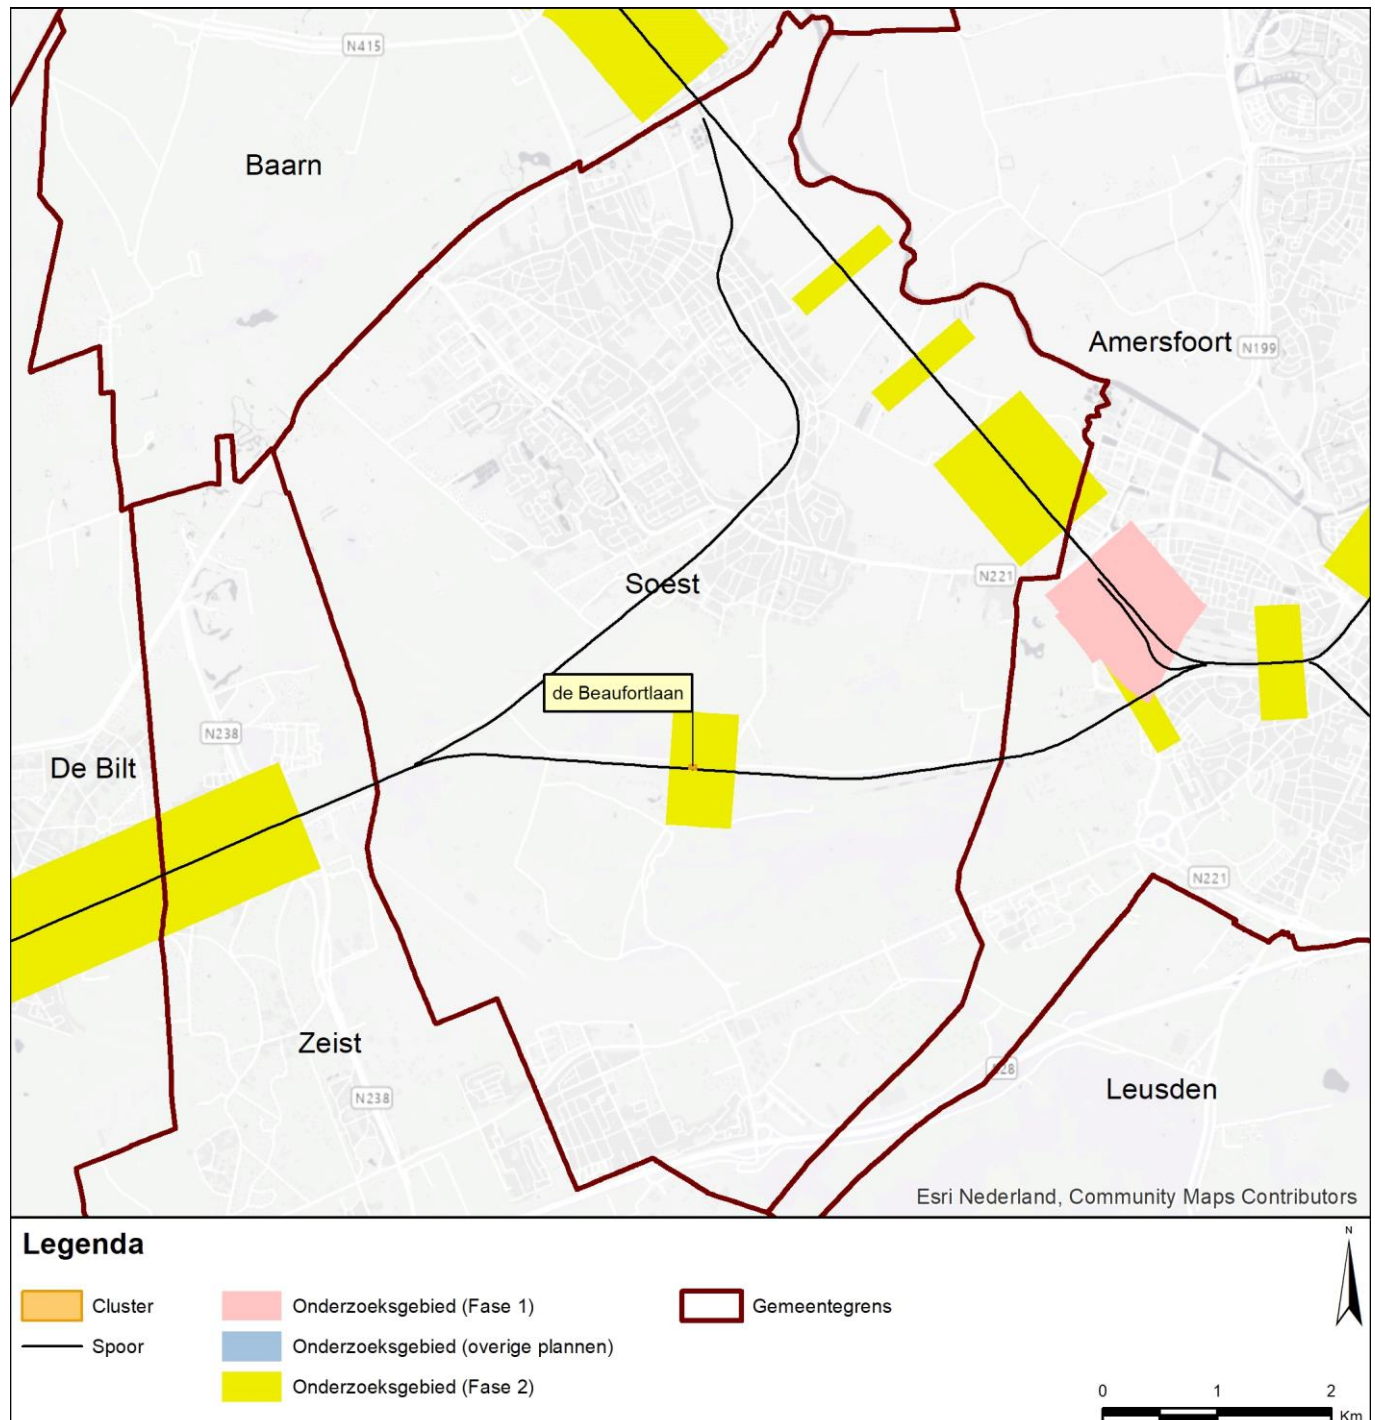 N415
Baarn
Amersfoort
N199
N221
Soest
de Beaufortlaan
N238
De Bilt
N221
Zeist
N238
28
Leusden
Esri Nederland, Community Maps Contributors
Legenda
N
Cluster
Onderzoeksgebied (Fase 1)
Gemeentegrens
Spoor
Onderzoeksgebied (overige plannen)
Onderzoeksgebied (Fase 2)
0 1 2
Km